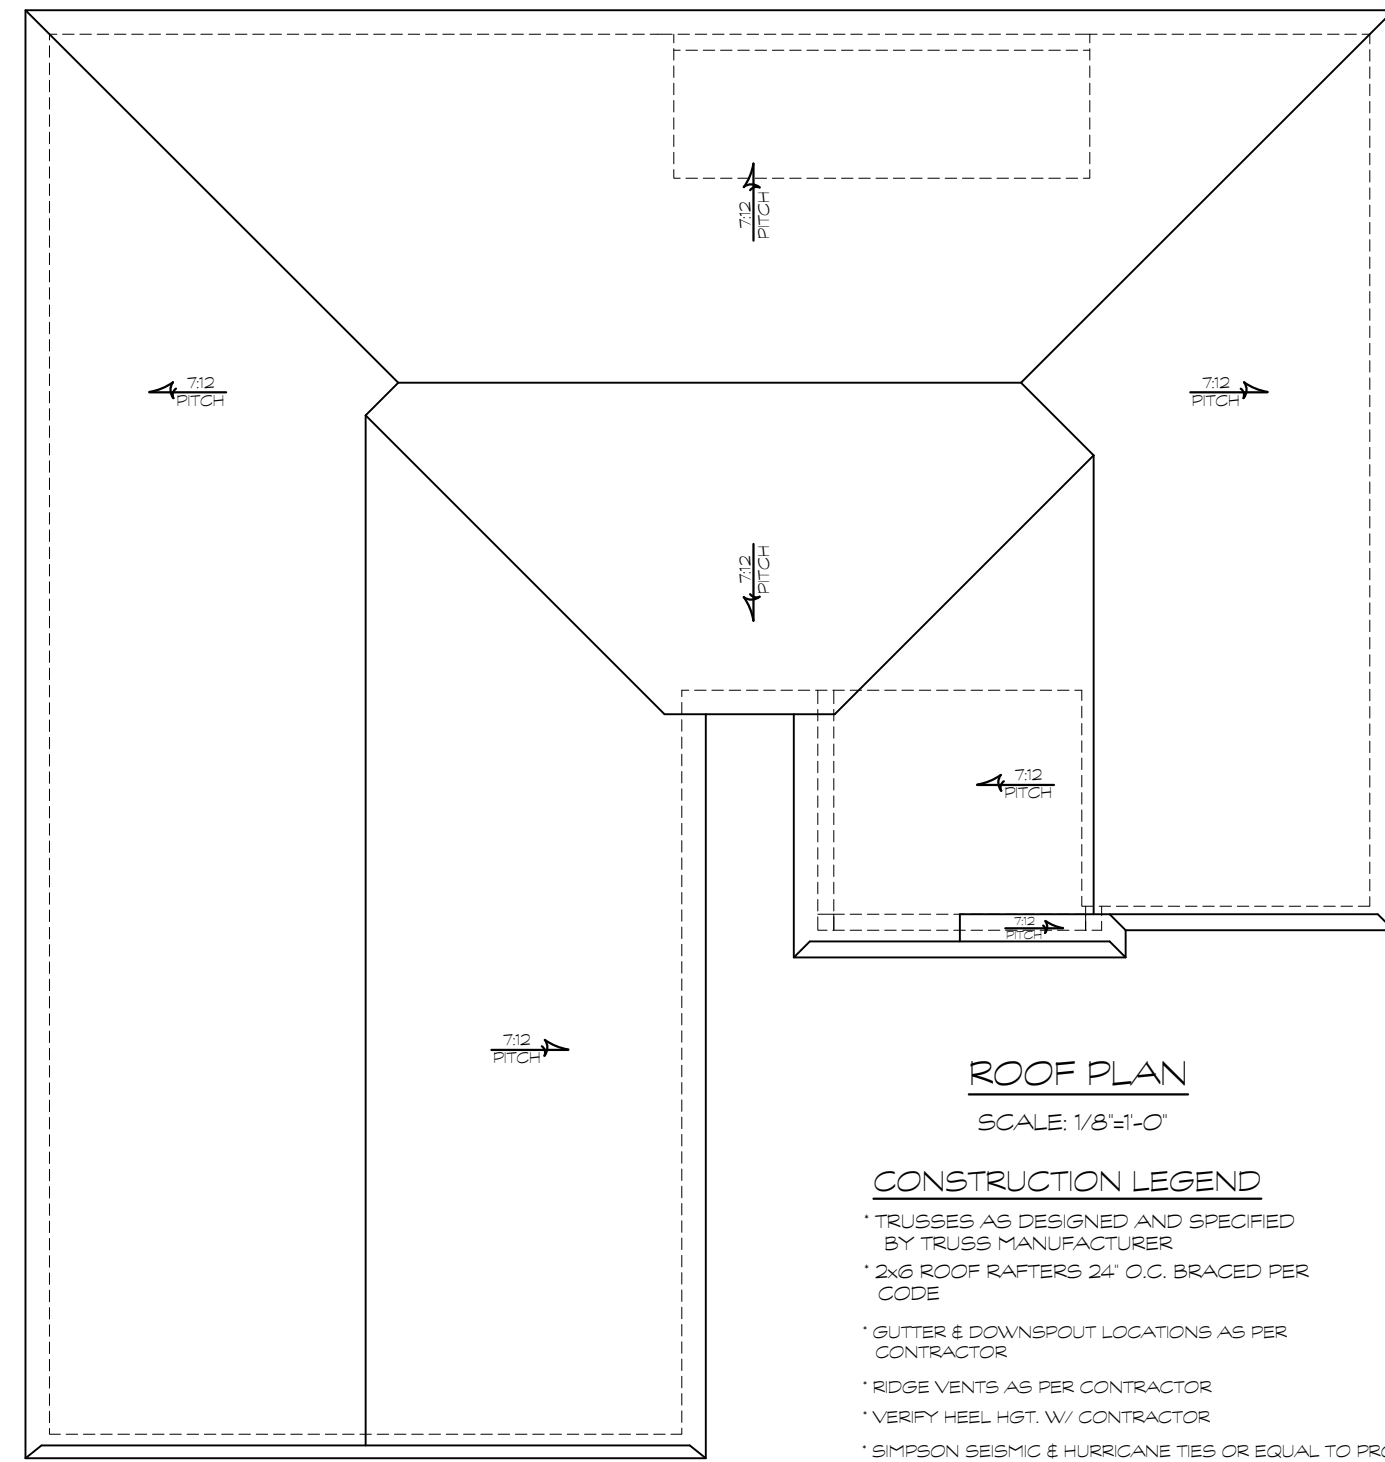 7:12
PITCH
7:12
PITCH
7:12
PITCH
7:12
PITCH
7:12
PITCH
7:12
PITCH
7:12
PITCH
ROOF PLAN
SCALE: 1/8"=1'-0"
CONSTRUCTION LEGEND
* TRUSSES AS DESIGNED AND SPECIFIED
BY TRUSS MANUFACTURER
* 2x6 ROOF RAFTERS 24" O.C. BRACED PER
CODE
* GUTTER & DOWNSPOUT LOCATIONS AS PER
CONTRACTOR
* RIDGE VENTS AS PER CONTRACTOR
* VERIFY HEEL HGT. W/ CONTRACTOR
* SIMPSON SEISMIC & HURRICANE TIES OR EQUAL TO